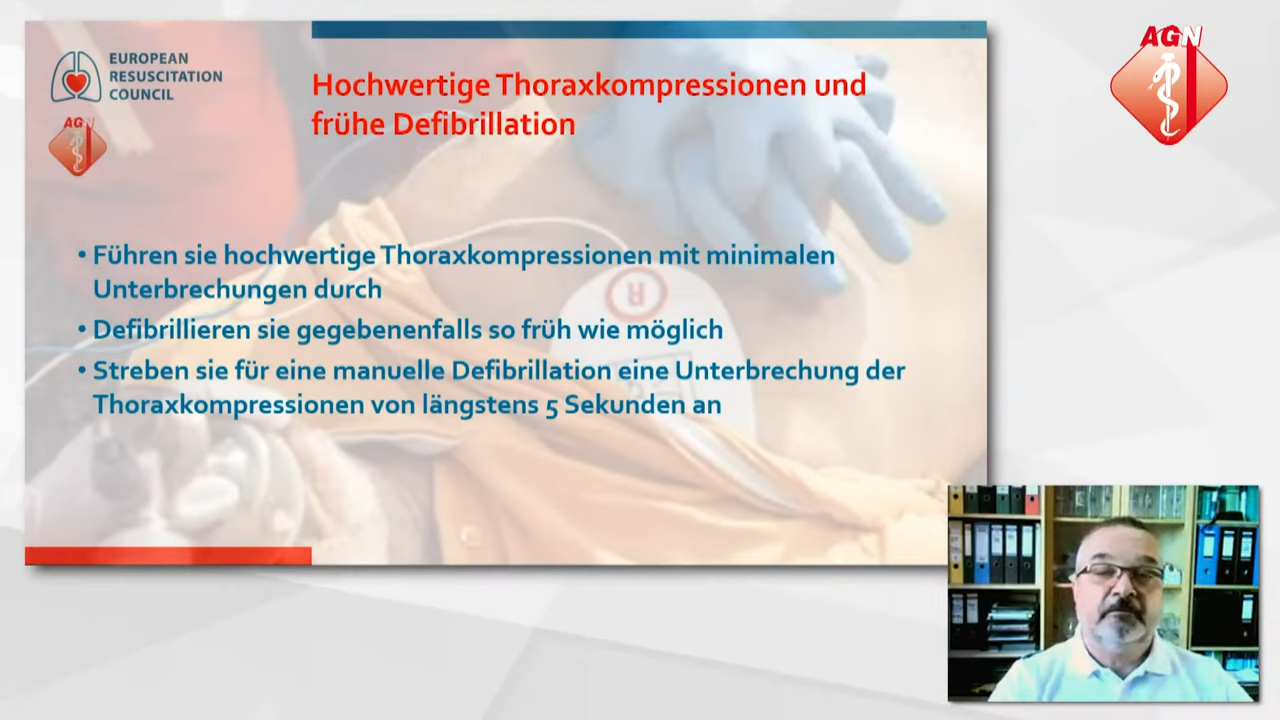 EUROPEAN
RESUSCITATION
COUNCIL
AGN
Hochwertige Thoraxkompressionen und
frühe Defibrillation
• Führen sie hochwertige Thoraxkompressionen mit minimalen
Unterbrechungen durch
• Defibrillieren sie gegebenenfalls so früh wie möglich
• Streben sie für eine manuelle Defibrillation eine Unterbrechung der
Thoraxkompressionen von längstens 5 Sekunden an
R
AGN